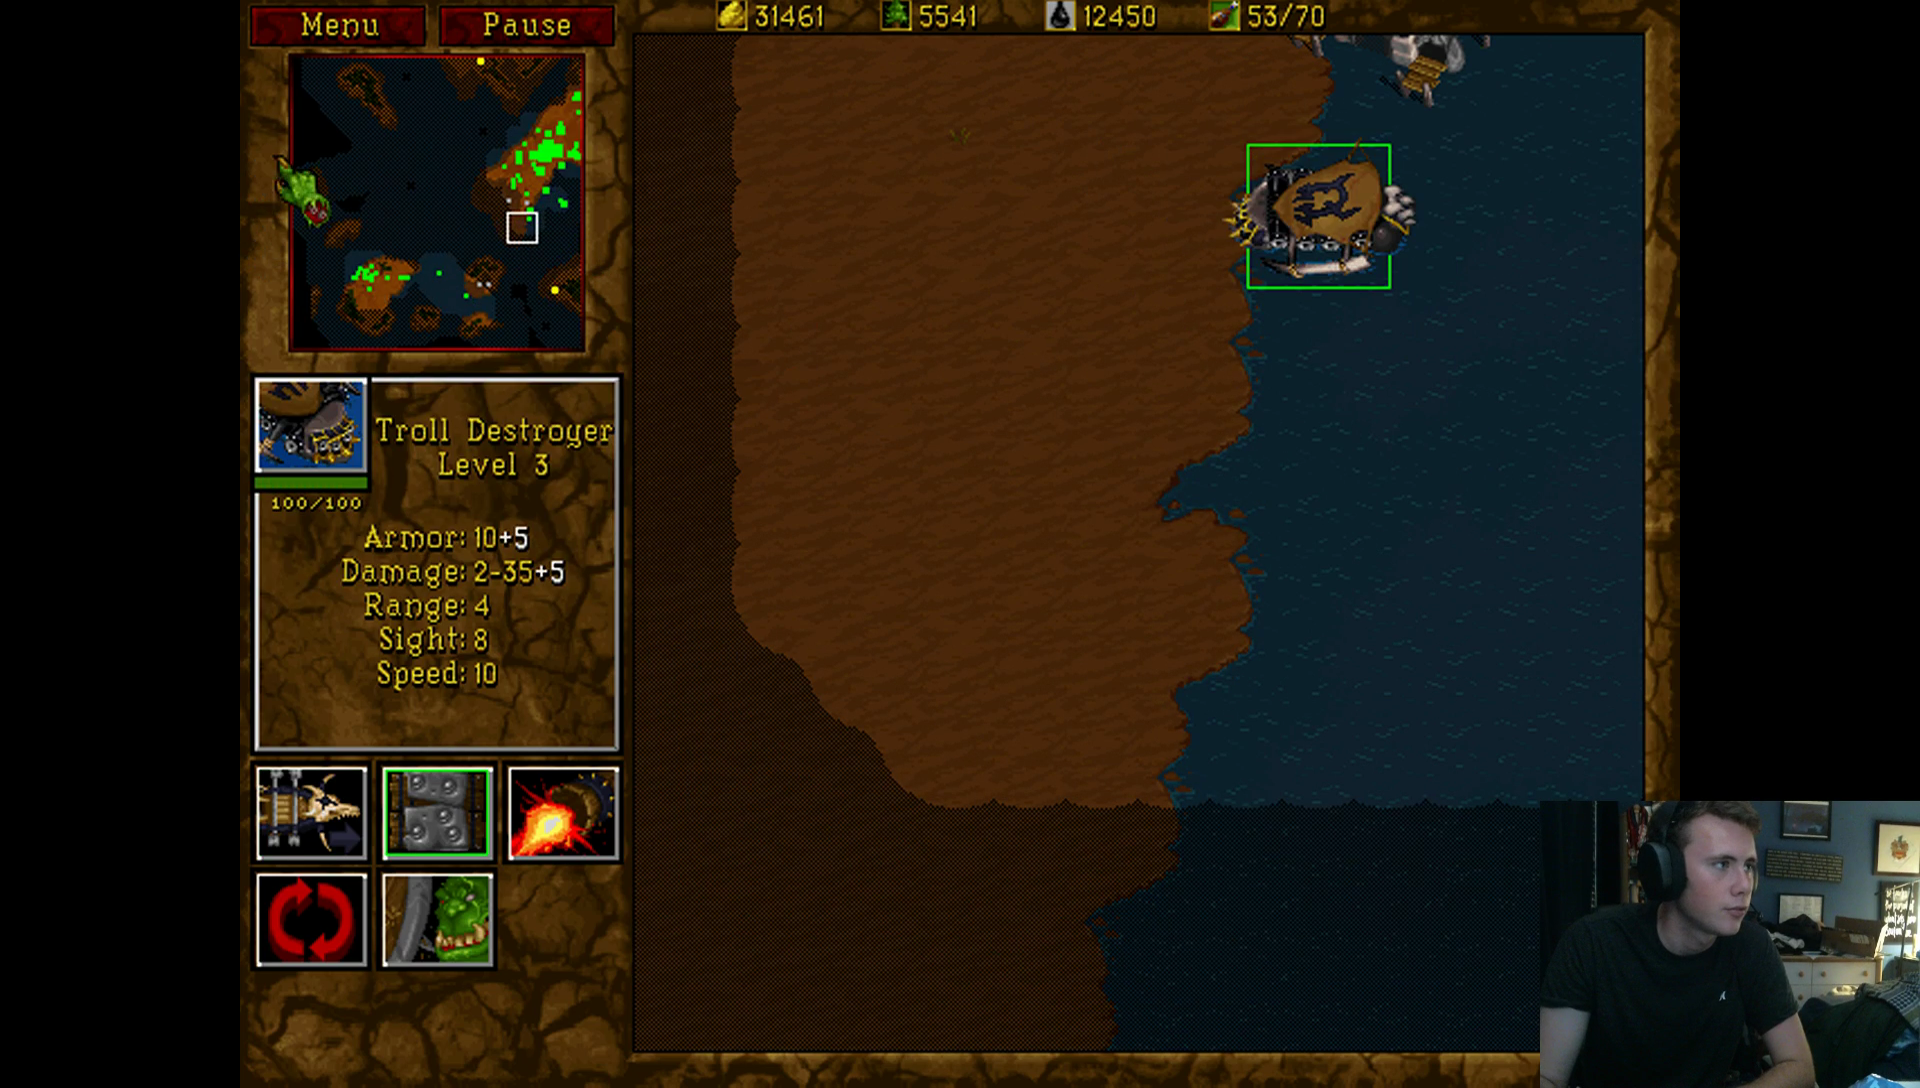 Menu
Pause
31461
5541
12450
53/70
Troll Destroyer
Level 3
100/100
Armor: 10+5
Damage: 2-35+5
Range: 4
Sight: 8
Speed: 10